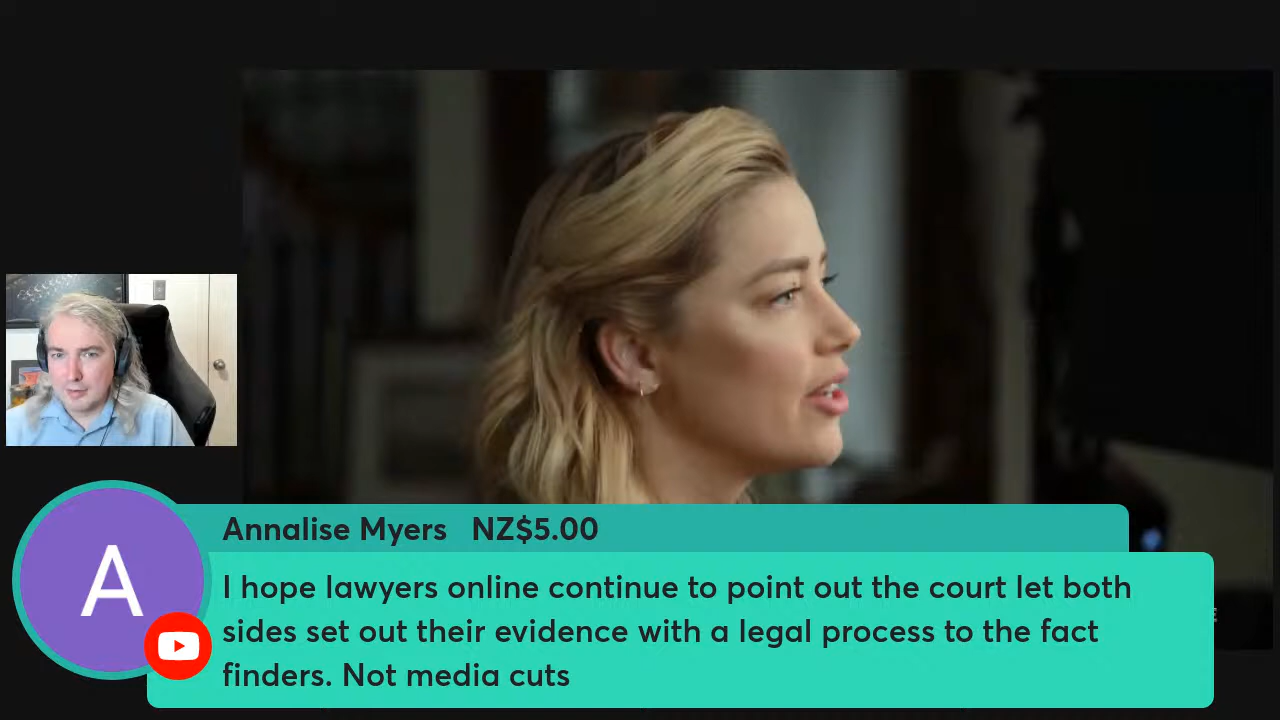 Annalise Myers NZ$5.00
A
I hope lawyers online continue to point out the court let both
sides set out their evidence with a legal process to the fact
finders. Not media cuts